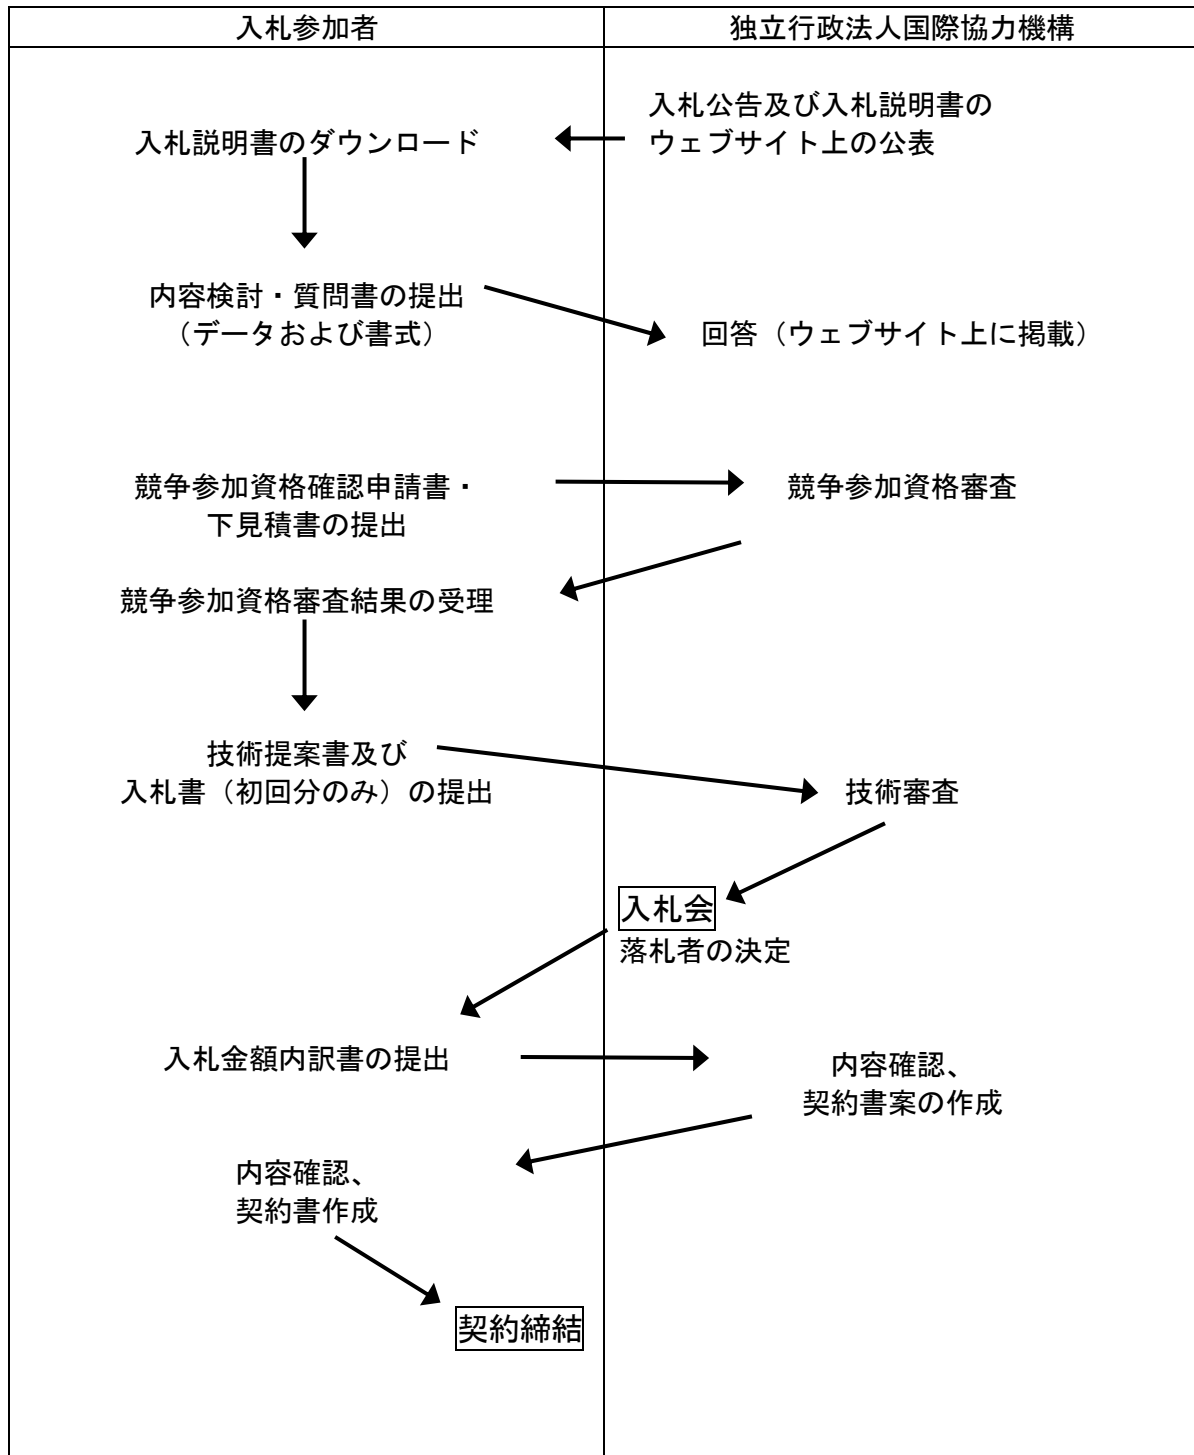 入札参加者
独立行政法人国際協力機構
入札公告及び入札説明書の
ウェブサイト上の公表
入札説明書のダウンロード
内容検討・質問書の提出
（データおよび書式）
回答（ウェブサイト上に掲載）
競争参加資格確認申請書・
下見積書の提出
競争参加資格審査
競争参加資格審査結果の受理
技術提案書及び
入札書（初回分のみ）の提出
技術審査
入札会
落札者の決定
入札金額内訳書の提出
内容確認、
契約書案の作成
内容確認、
契約書作成
契約締結